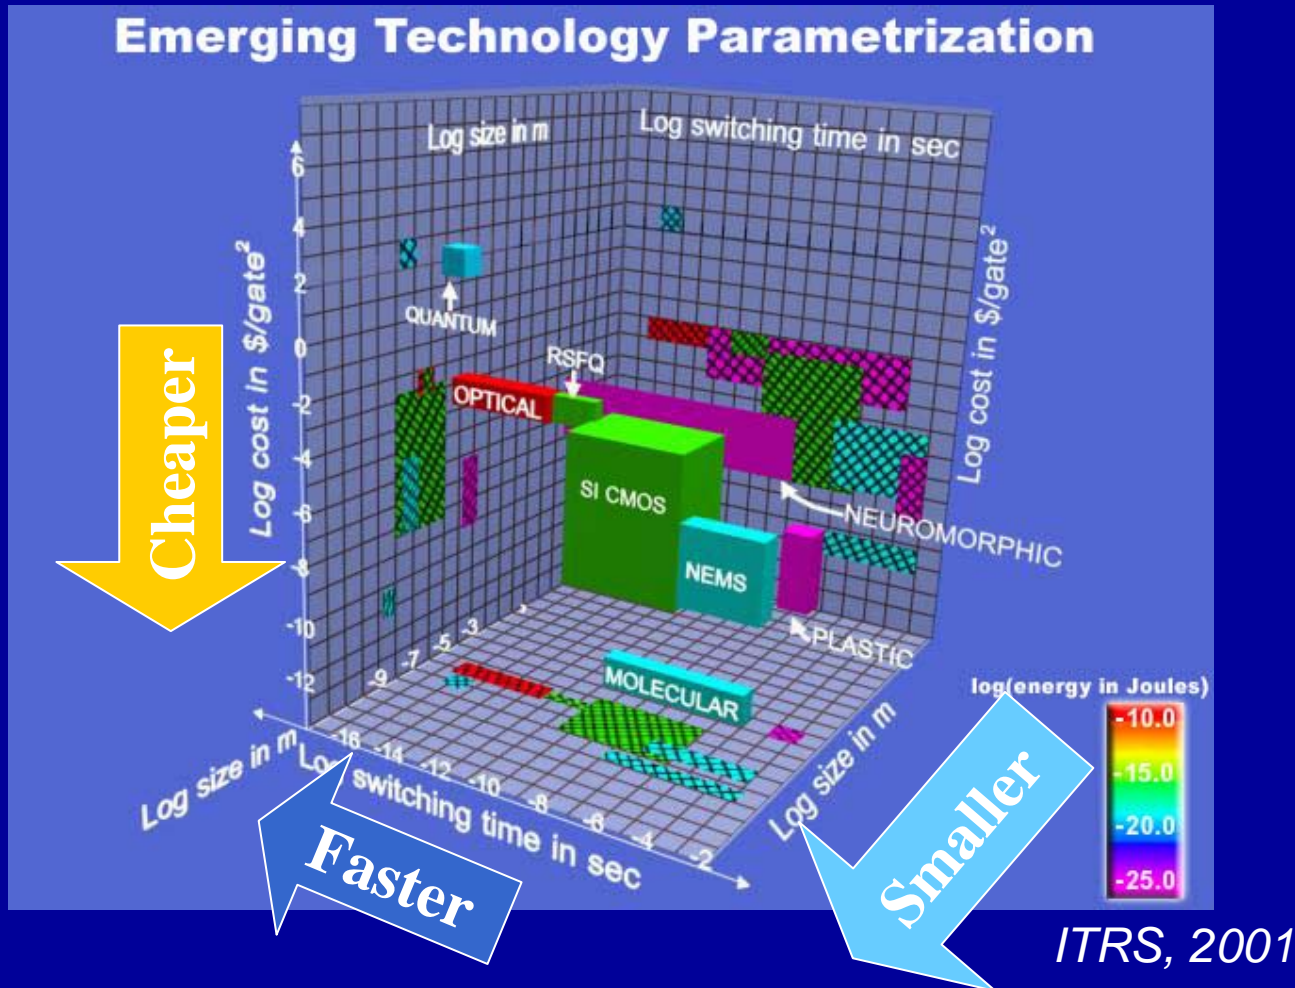 Emerging Technology Parametrization
Log size in m
Log switching time in sec
6
4
2
0
-2
-4
-6
-8
-10
-12
Log cost in $/gate²
Log cost in $/gate²
QUANTUM
RSFQ
OPTICAL
SI CMOS
NEMS
NEUROMORPHIC
PLASTIC
MOLECULAR
Cheaper
-9
-7
-5
-3
-16
-14
-12
-10
-8
-6
-4
-2
Log size in m
Log switching time in sec
Log size in m
Faster
Smaller
log(energy in Joules)
-10.0
-15.0
-20.0
-25.0
ITRS, 2001